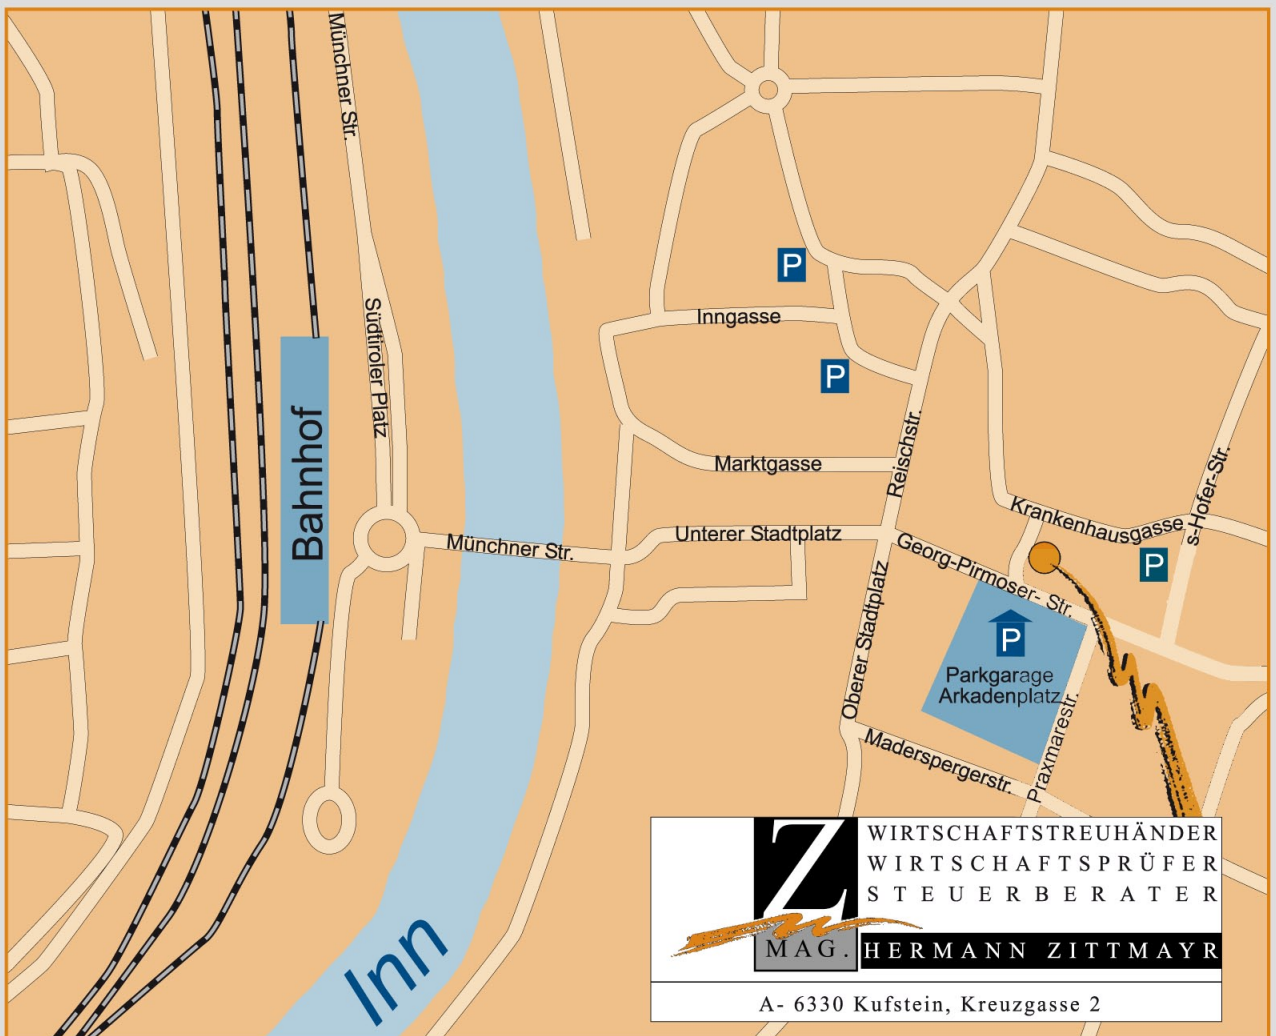 Münchner Str.
Südtiroler Platz
Bahnhof
Münchner Str.
Inn
P
Inngasse
P
Marktgasse
Reischstr.
Unterer Stadtplatz
Krankenhausgasse
s-Hofer-Str.
P
Georg-Pirmoser- Str.
Oberer Stadtplatz
P
Parkgarage
Arkadenplatz
Praxmarestr.
Maderspergerstr.
Z
WIRTSCHAFTSTREUHÄNDER
WIRTSCHAFTSPRÜFER
STEUERBERATER
MAG. HERMANN ZITTMAYR
A- 6330 Kufstein, Kreuzgasse 2